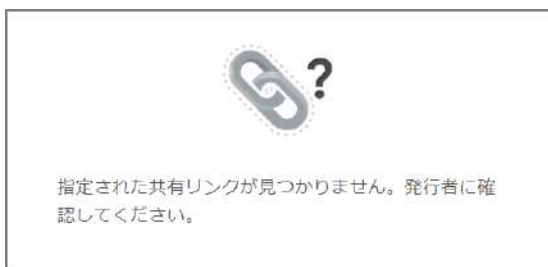 ?
指定された共有リンクが見つかりません。発行者に確
認してください。